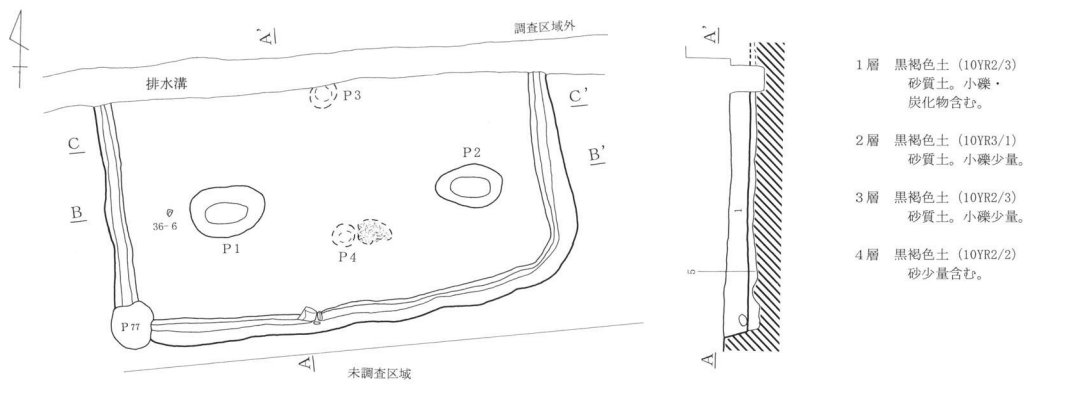 A'
調査区域外
排水溝
P3
C'
C
P2
B'
B
36-6
P1
P4
P77
A
未調査区域
A'
1
5
A
1層 黒褐色土(10YR2/3)
砂質土。小礫・
炭化物含む。
2層 黒褐色土(10YR3/1)
砂質土。小礫少量。
3層 黒褐色土(10YR2/3)
砂質土。小礫少量。
4層 黒褐色土(10YR2/2)
砂少量含む。